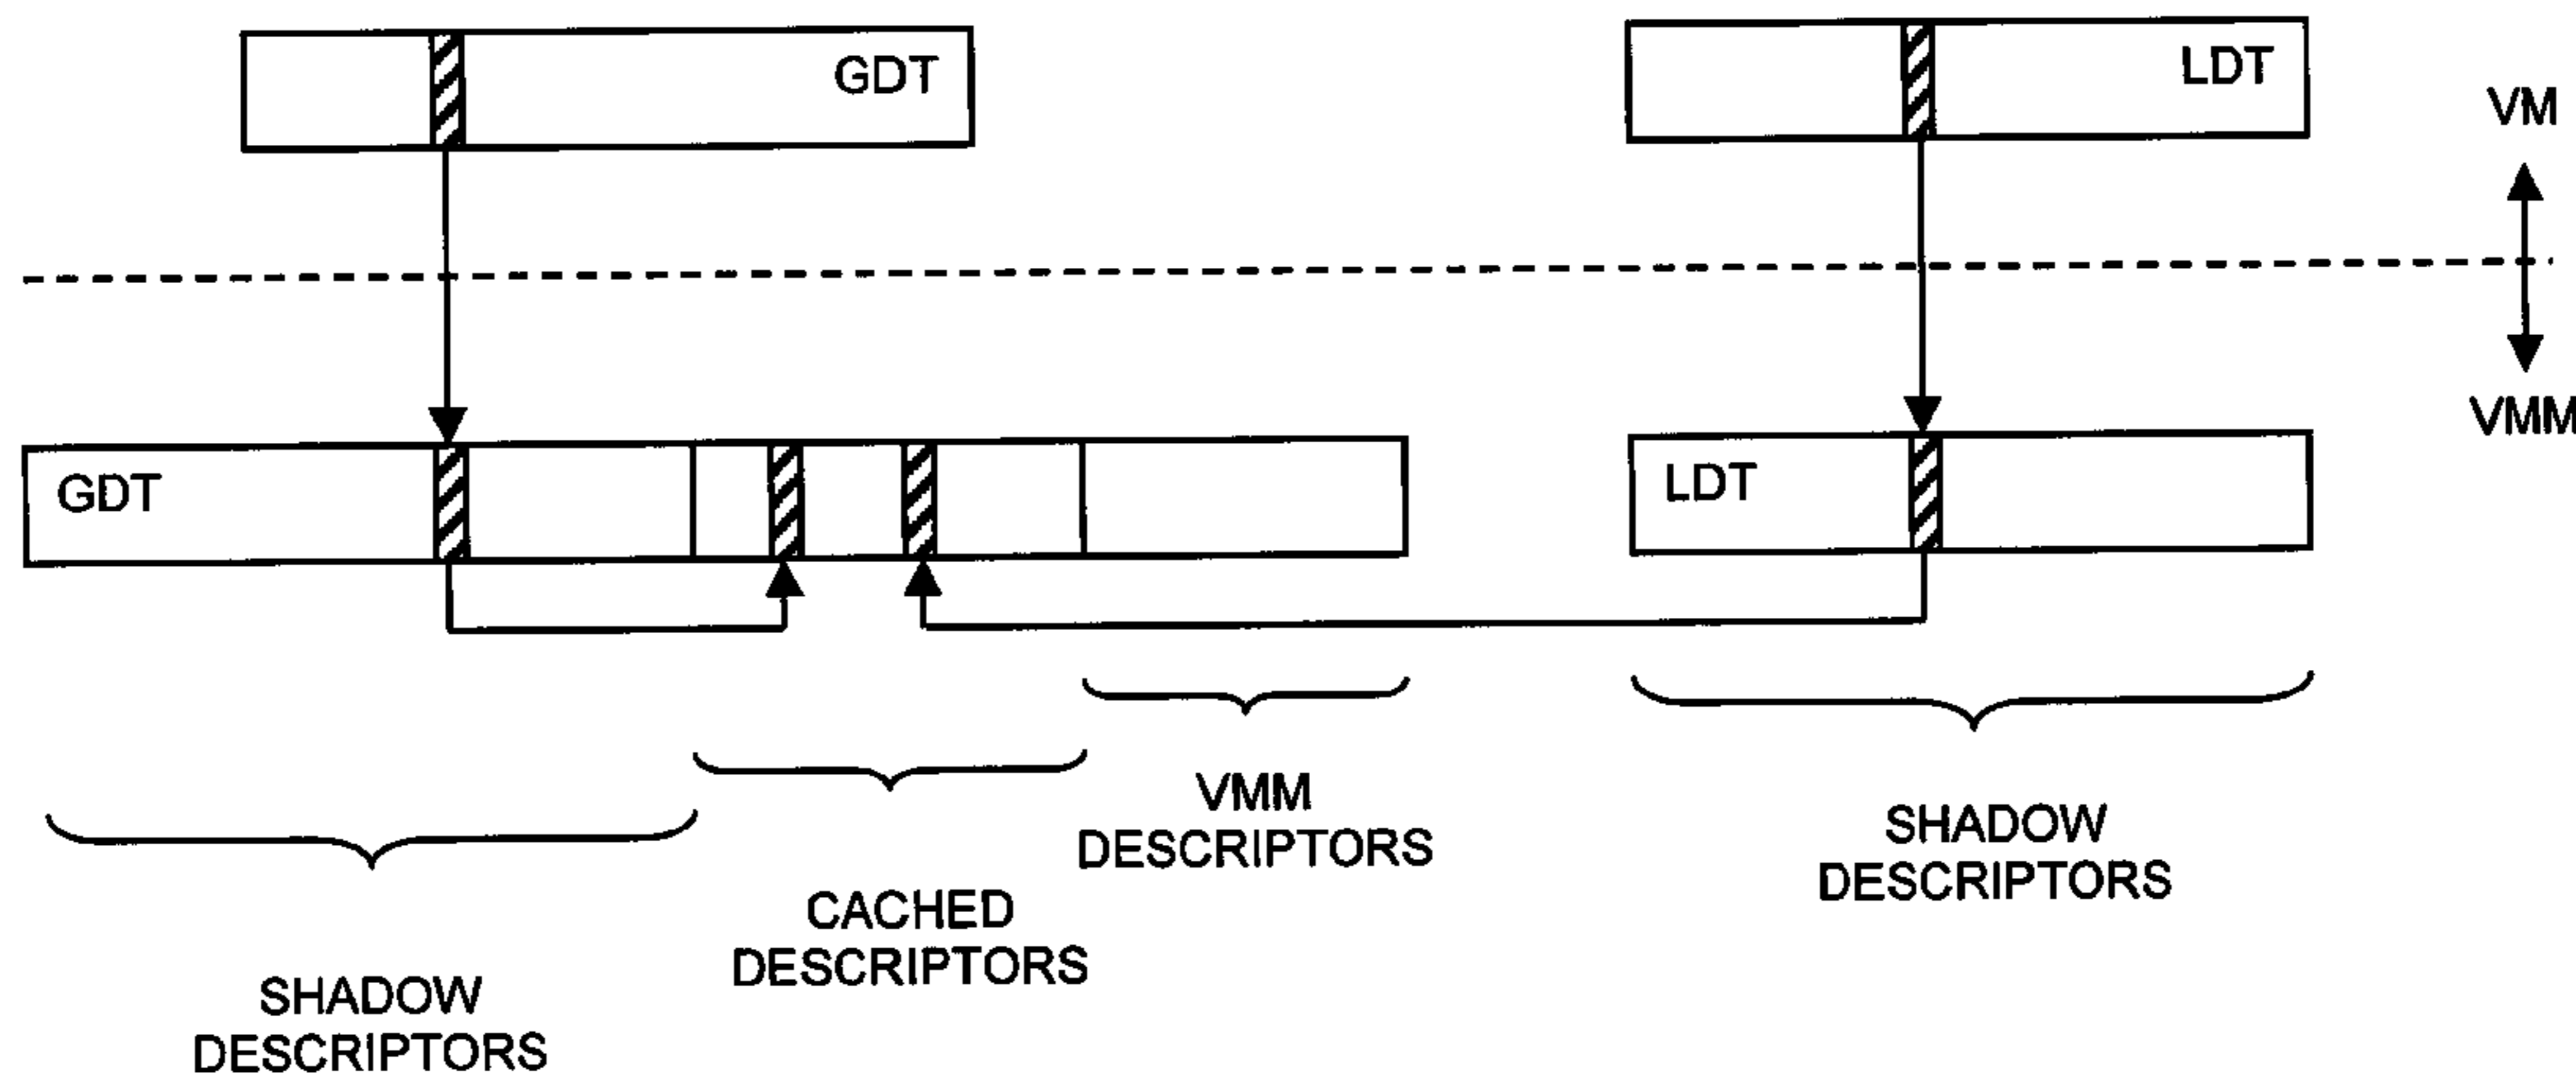 GDT
LDT
VM
VMM
GDT
LDT
VMM
DESCRIPTORS
SHADOW
DESCRIPTORS
CACHED
DESCRIPTORS
SHADOW
DESCRIPTORS